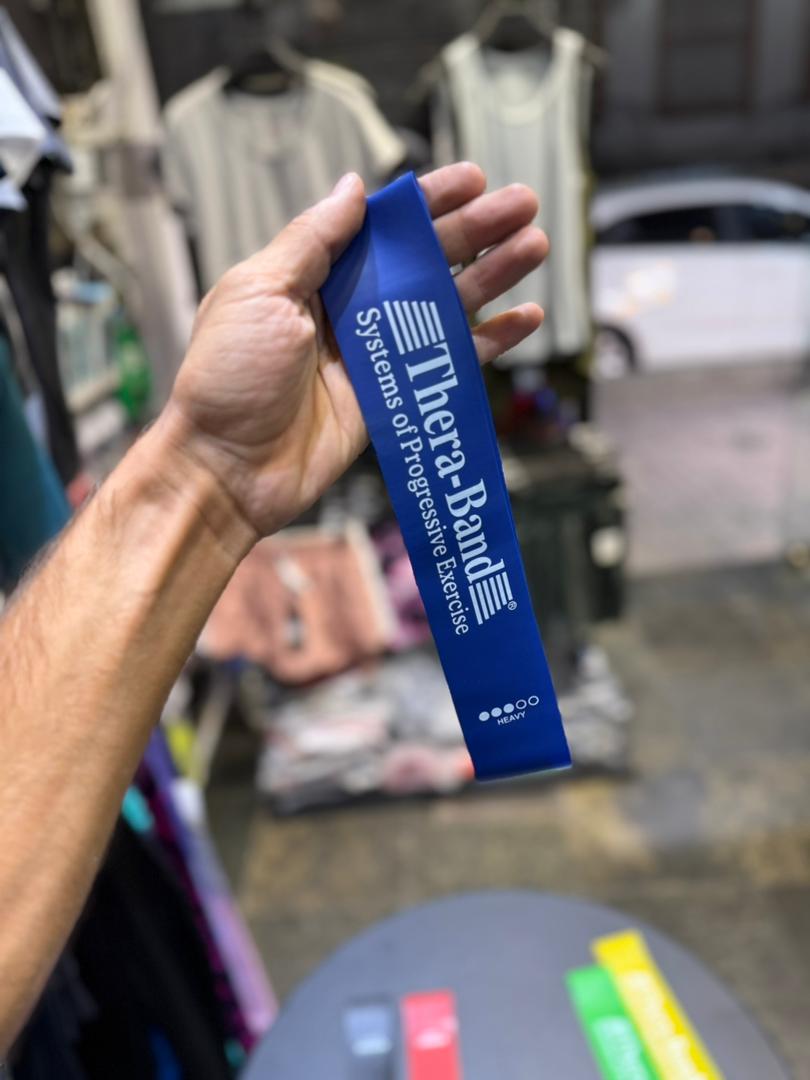 Thera-Band®
Systems of Progressive Exercise
HEAVY